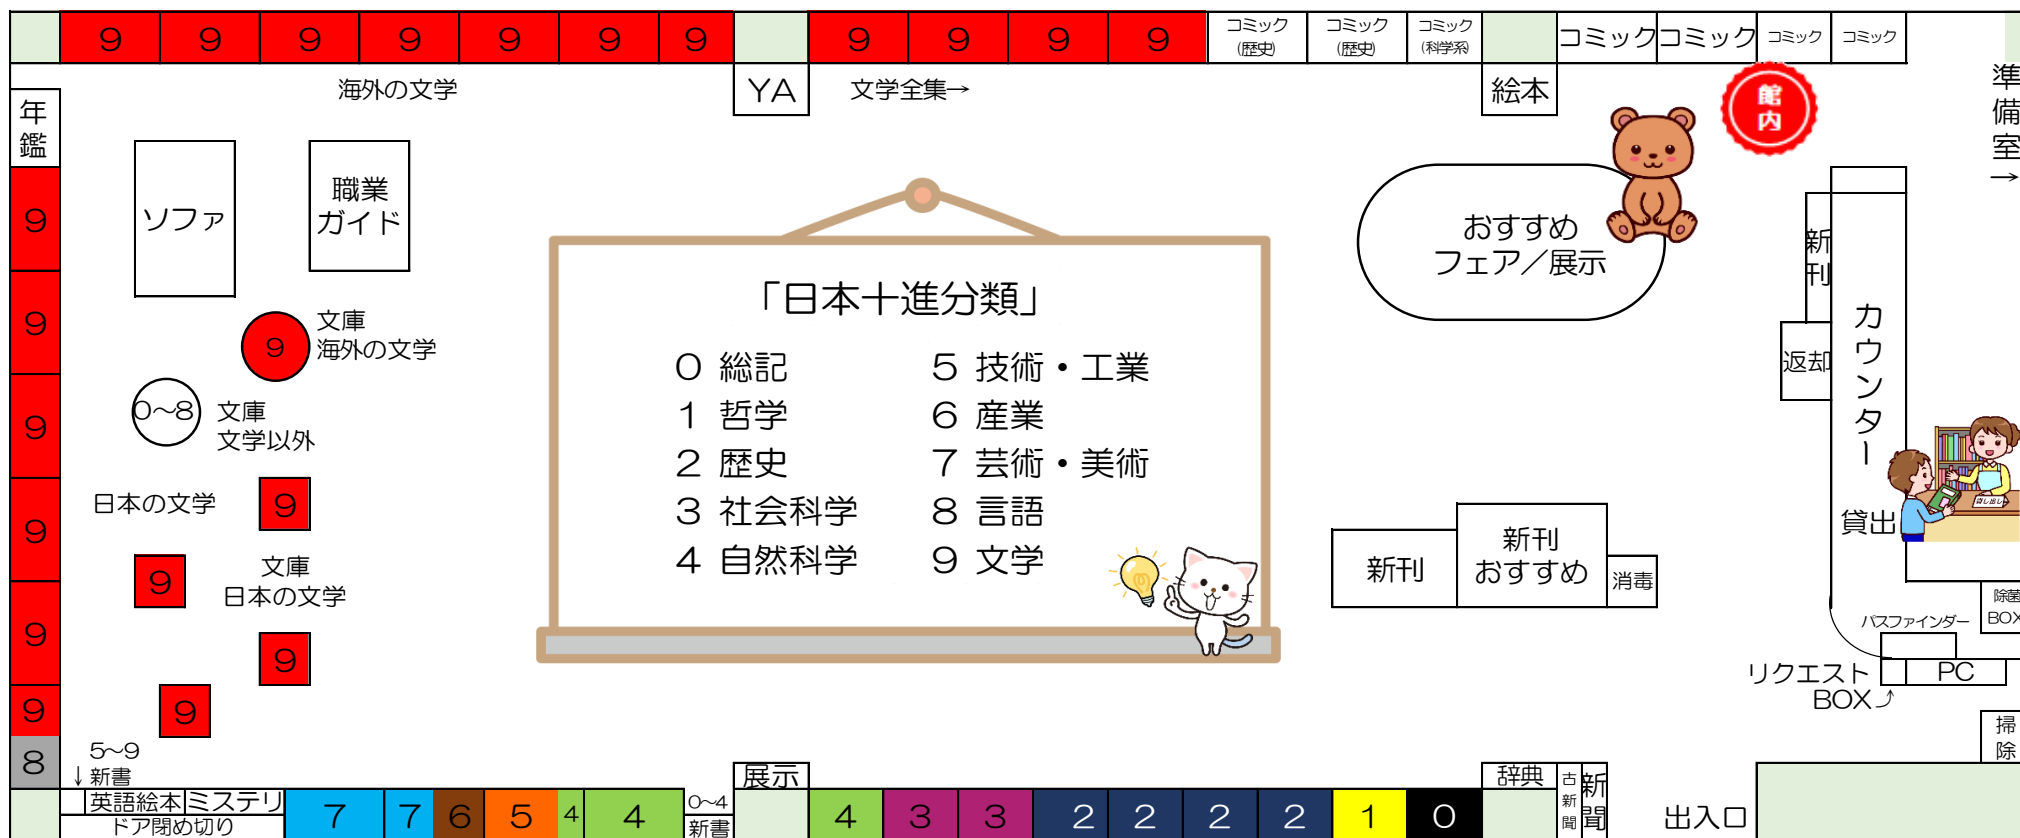 9 9 9 9 9 9 9 9 9 9 9
コミック
(歴史)
コミック
(歴史)
コミック
(科学系)
コミック コミック コミック コミック
海外の文学
YA
文学全集→
絵本
館内
準備室→
年鑑
9
9
9
9
9
9
8
ソファ
職業
ガイド
9
文庫
海外の文学
0～8
文庫
文学以外
日本の文学
9
9
文庫
日本の文学
9
9
「日本十進分類」
0 総記
1 哲学
2 歴史
3 社会科学
4 自然科学
5 技術・工業
6 産業
7 芸術・美術
8 言語
9 文学
おすすめ
フェア／展示
新刊
返却
カウンター
貸出
貸し出し
新刊
新刊
おすすめ
消毒
除菌
BOX
パスファインダー
PC
リクエスト
BOX⤴
掃除
5～9
↓新書
英語絵本 ミステリ
ドア閉め切り
7 7 6 5 4 4
0～4
新書
展示
4 3 3 2 2 2 2 1 0
辞典
古新聞
新聞
出入口